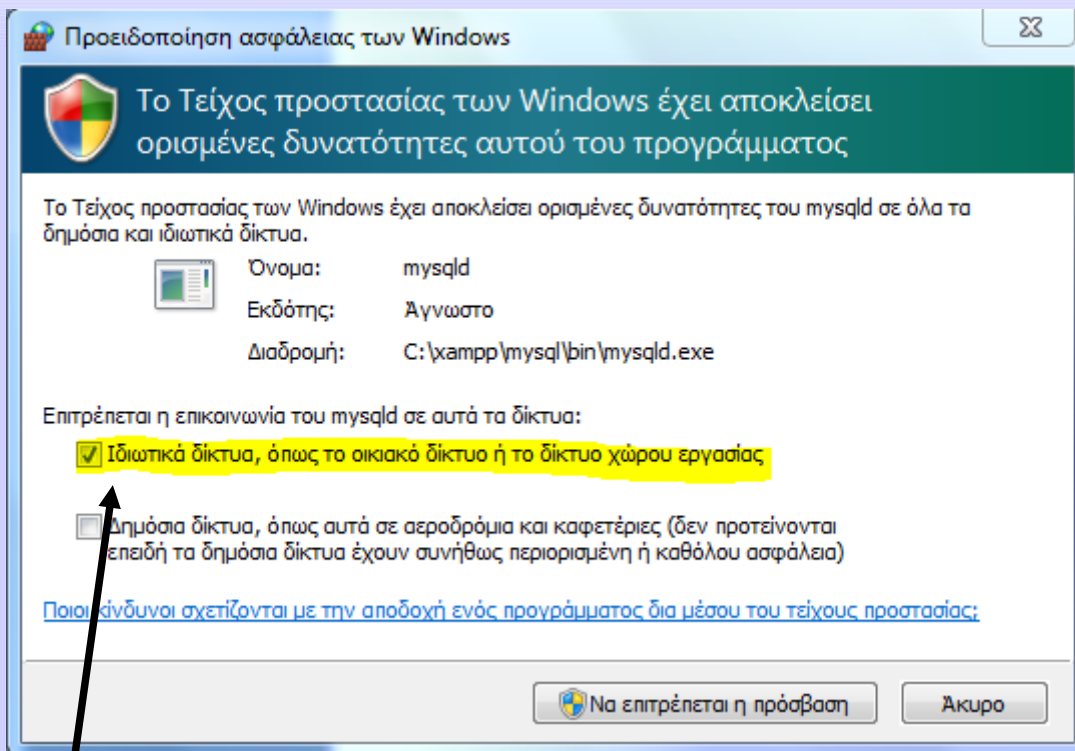 Προειδοποίηση ασφάλειας των Windows
Το Τείχος προστασίας των Windows έχει αποκλείσει
ορισμένες δυνατότητες αυτού του προγράμματος
Το Τείχος προστασίας των Windows έχει αποκλείσει ορισμένες δυνατότητες του mysqld σε όλα τα
δημόσια και ιδιωτικά δίκτυα.
Όνομα: mysqld
Εκδότης: Άγνωστο
Διαδρομή: C:\xampp\mysql\bin\mysqld.exe
Επιτρέπεται η επικοινωνία του mysqld σε αυτά τα δίκτυα:
Ιδιωτικά δίκτυα, όπως το οικιακό δίκτυο ή το δίκτυο χώρου εργασίας
Δημόσια δίκτυα, όπως αυτά σε αεροδρόμια και καφετέριες (δεν προτείνονται
επειδή τα δημόσια δίκτυα έχουν συνήθως περιορισμένη ή καθόλου ασφάλεια)
Ποιοι κίνδυνοι σχετίζονται με την αποδοχή ενός προγράμματος δια μέσου του τείχους προστασίας;
Να επιτρέπεται η πρόσβαση Άκυρο